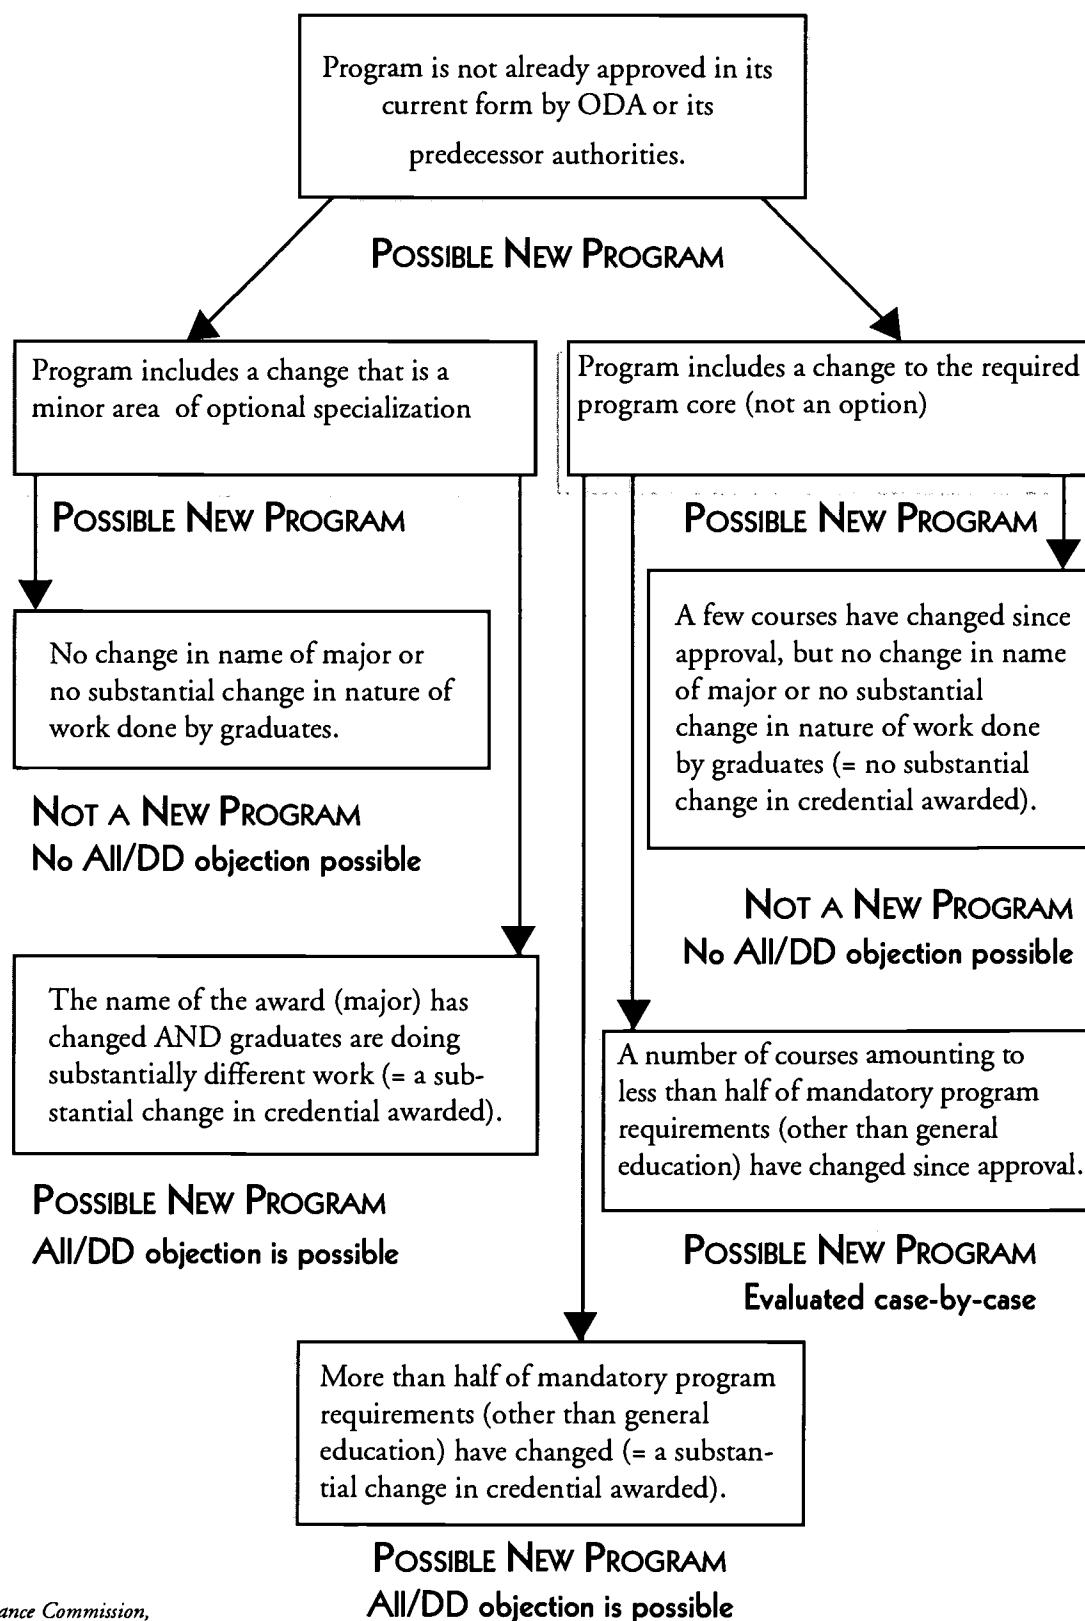 Program is not already approved in its
current form by ODA or its
predecessor authorities.
POSSIBLE NEW PROGRAM
Program includes a change that is a
minor area of optional specialization
Program includes a change to the required
program core (not an option)
POSSIBLE NEW PROGRAM
POSSIBLE NEW PROGRAM
No change in name of major or
no substantial change in nature of
work done by graduates.
NOT A NEW PROGRAM
No AII/DD objection possible
A few courses have changed since
approval, but no change in name
of major or no substantial
change in nature of work done
by graduates (= no substantial
change in credential awarded).
NOT A NEW PROGRAM
No AII/DD objection possible
The name of the award (major) has
changed AND graduates are doing
substantially different work (= a sub-
stantial change in credential awarded).
POSSIBLE NEW PROGRAM
AII/DD objection is possible
A number of courses amounting to
less than half of mandatory program
requirements (other than general
education) have changed since approval.
POSSIBLE NEW PROGRAM
Evaluated case-by-case
More than half of mandatory program
requirements (other than general
education) have changed (= a substan-
tial change in credential awarded).
POSSIBLE NEW PROGRAM
AII/DD objection is possible
ance Commission,